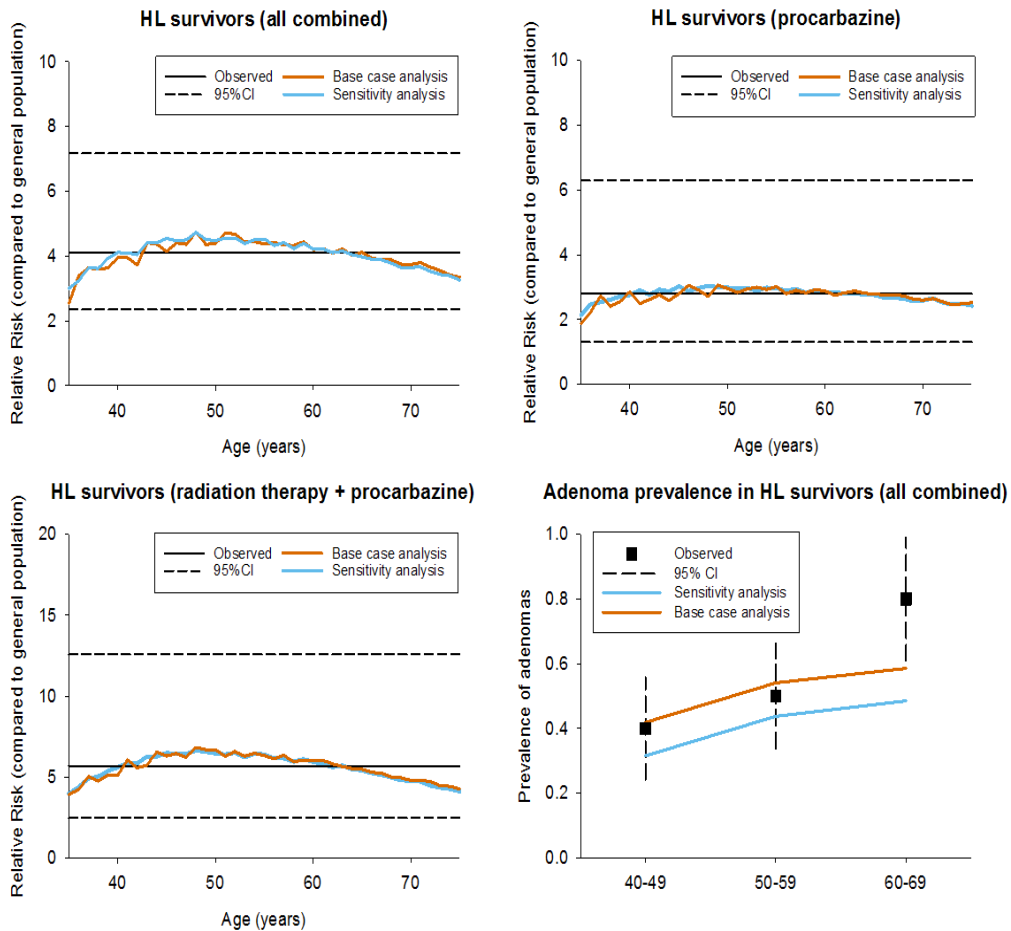 HL survivors (all combined)
Relative Risk (compared to general population)
10
8
6
4
2
0
Observed
Base case analysis
95%CI
Sensitivity analysis
40
50
60
70
Age (years)
HL survivors (procarbazine)
Relative Risk (compared to general population)
10
8
6
4
2
0
Observed
Base case analysis
95%CI
Sensitivity analysis
40
50
60
70
Age (years)
HL survivors (radiation therapy + procarbazine)
Relative Risk (compared to general population)
20
15
10
5
0
Observed
Base case analysis
95%CI
Sensitivity analysis
40
50
60
70
Age (years)
Adenoma prevalence in HL survivors (all combined)
Prevalence of adenomas
1.0
0.8
0.6
0.4
0.2
0.0
Observed
95% CI
Sensitivity analysis
Base case analysis
40-49
50-59
60-69